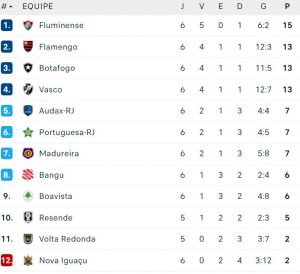 # EQUIPE J V E D G P
1. Fluminense 6 5 0 1 6:2 15
2. Flamengo 6 4 1 1 12:3 13
3. Botafogo 6 4 1 1 11:5 13
4. Vasco 6 4 1 1 12:7 13
5. Audax-RJ 6 2 1 3 4:4 7
6. Portuguesa-RJ 6 2 1 3 4:5 7
7. Madureira 6 2 1 3 5:8 7
8. Bangu 6 1 3 2 6:4 6
9. Boavista 6 1 3 2 4:8 6
10. Resende 5 1 2 2 2:3 5
11. Volta Redonda 5 0 2 3 3:7 2
12. Nova Iguaçu 6 0 2 4 3:12 2